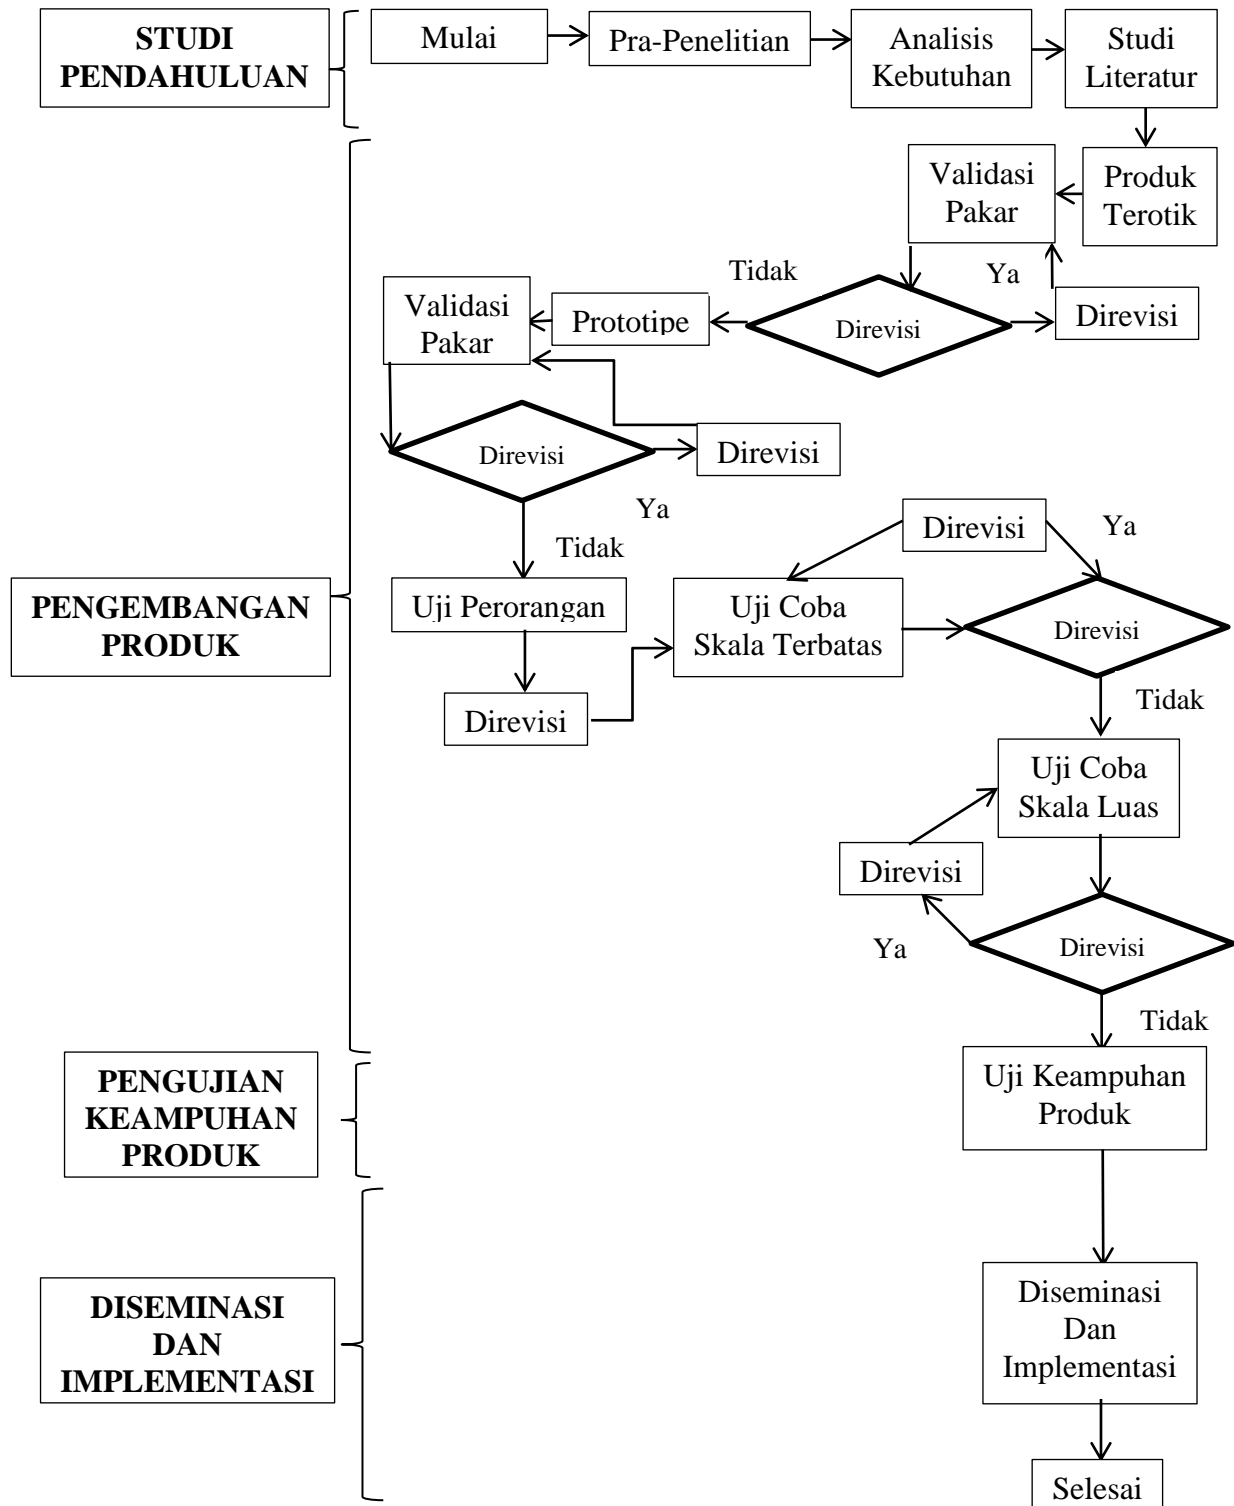 STUDI
PENDAHULUAN
Mulai
Pra-Penelitian
Analisis
Kebutuhan
Studi
Literatur
Validasi
Pakar
Produk
Terotik
Tidak
Ya
Validasi
Pakar
Prototipe
Direvisi
Direvisi
Direvisi
Direvisi
Ya
Tidak
Direvisi
Ya
PENGEMBANGAN
PRODUK
Uji Perorangan
Uji Coba
Skala Terbatas
Direvisi
Direvisi
Tidak
Uji Coba
Skala Luas
Direvisi
Ya
Direvisi
Tidak
PENGUJIAN
KEAMPUHAN
PRODUK
Uji Keampuhan
Produk
DISEMINASI
DAN
IMPLEMENTASI
Diseminasi
Dan
Implementasi
Selesai